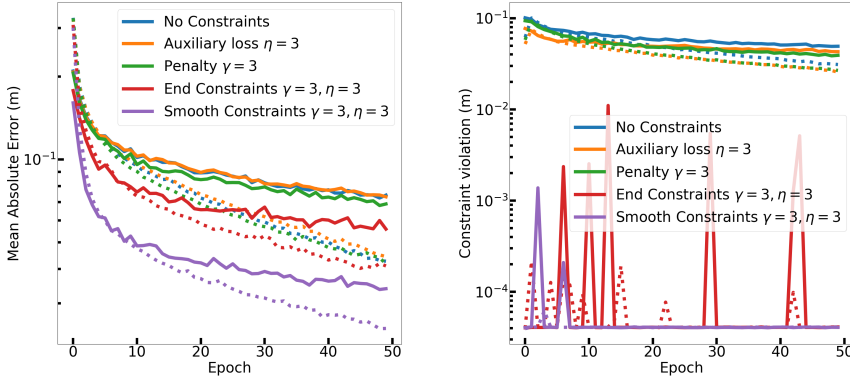 No Constraints
Auxiliary loss η = 3
Penalty γ = 3
End Constraints γ = 3, η = 3
Smooth Constraints γ = 3, η = 3
Mean Absolute Error (m)
10⁻¹
0 10 20 30 40 50
Epoch
10⁻¹
10⁻²
10⁻³
10⁻⁴
Constraint violation (m)
No Constraints
Auxiliary loss η = 3
Penalty γ = 3
End Constraints γ = 3, η = 3
Smooth Constraints γ = 3, η = 3
0 10 20 30 40 50
Epoch